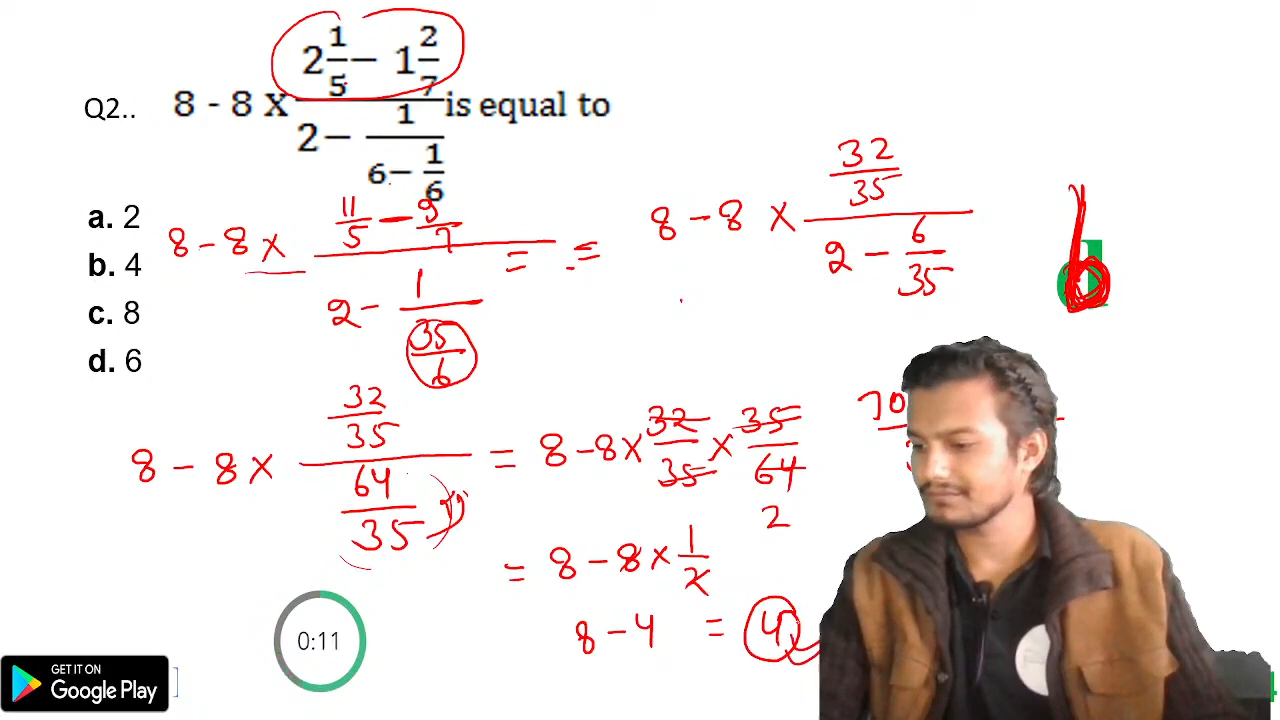 Q2.. 8 - 8 X (2 1/5 − 1 2/7)/(2 − 1/(6 − 1/6)) is equal to
a. 2
b. 4
c. 8
d. 6
8 - 8 × (11/5 − 9/7)/(2 − 1/(35/6)) = =
8 - 8 × (32/35)/(2 − 6/35)
b
8 − 8 × (32/35)/(64/35) = 8 − 8 × 32/35 × 35/64
2
70
= 8 − 8 × 1/2
8 − 4 = 4
0:11
GET IT ON
Google Play